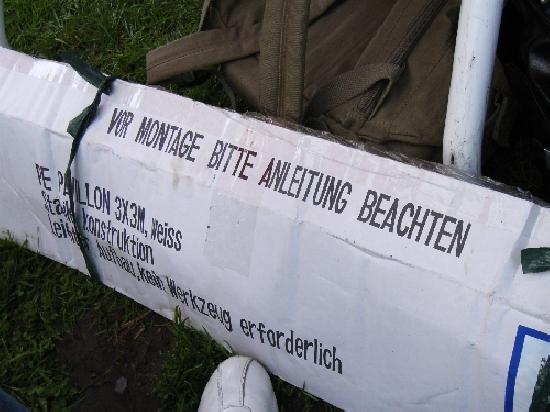 VOR MONTAGE BITTE ANLEITUNG BEACHTEN
PE PAVILLON 3X3M, weiss
konstruktion
Aufbau, kein Werkzeug erforderlich